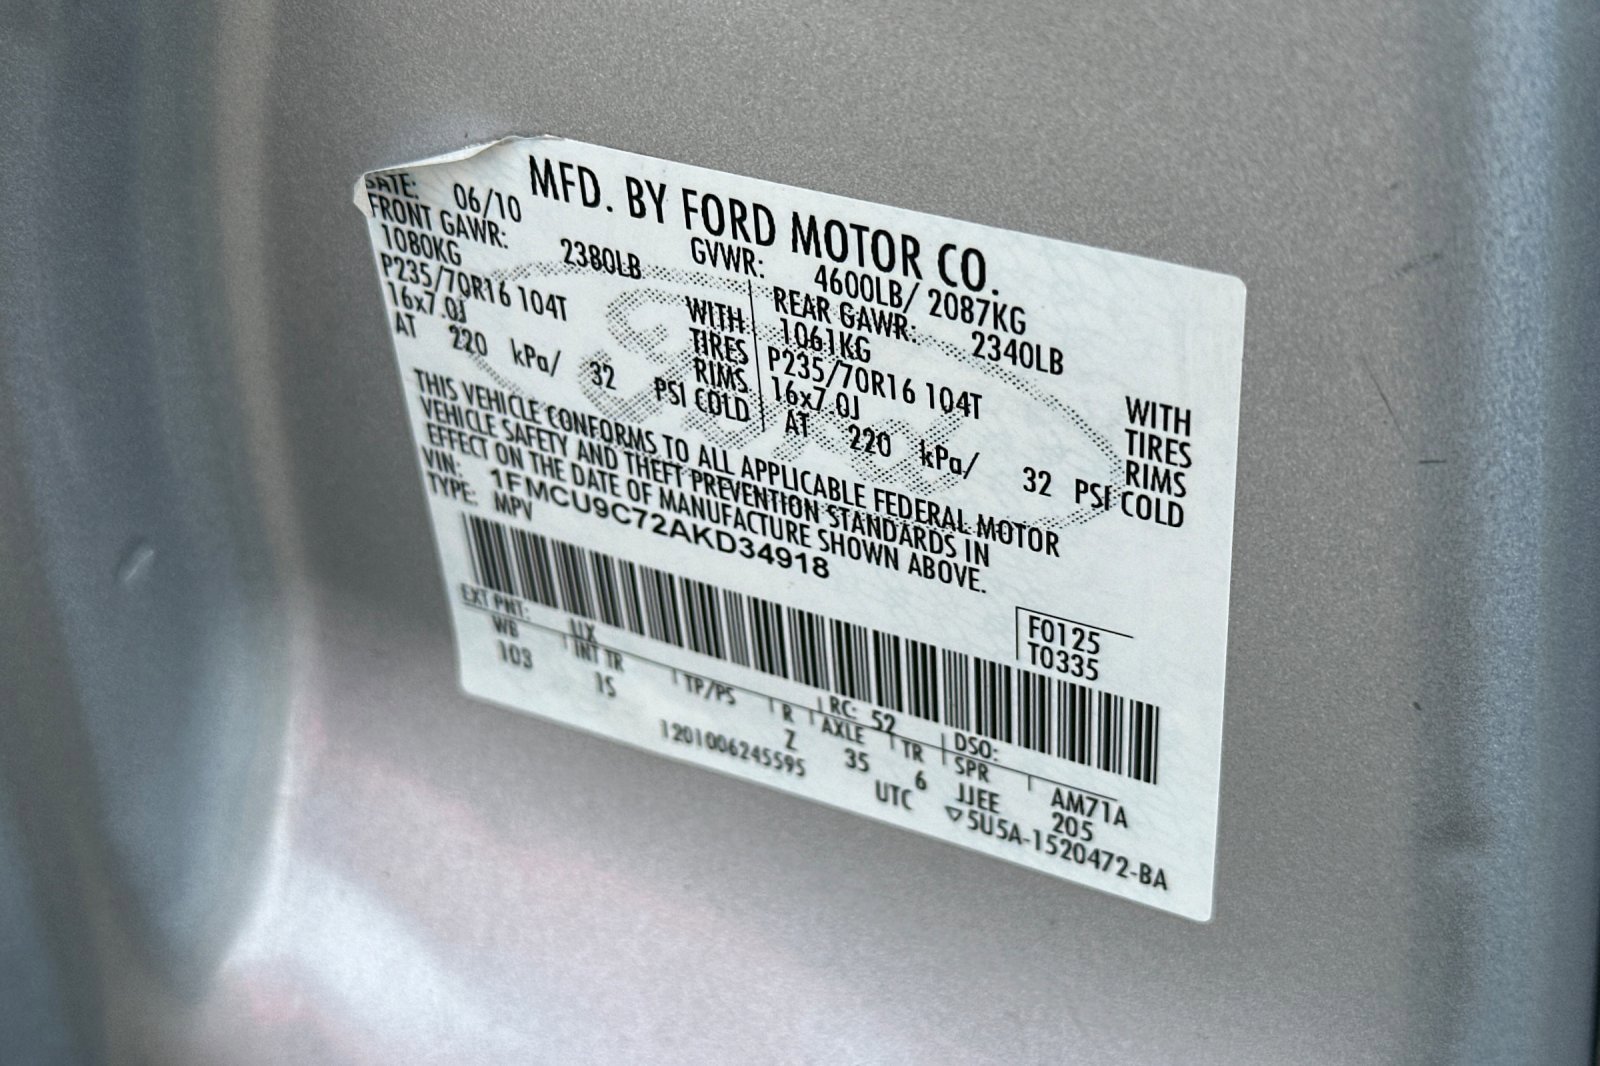 MFD. BY FORD MOTOR CO.
DATE: 06/10 GVWR: 4600LB/ 2087KG
FRONT GAWR: 2380LB REAR GAWR: 2340LB
1080KG WITH 1061KG WITH
P235/70R16 104T TIRES P235/70R16 104T TIRES
16x7.0J RIMS 16x7.0J RIMS
AT 220 kPa/ 32 PSI COLD AT 220 kPa/ 32 PSI COLD
THIS VEHICLE CONFORMS TO ALL APPLICABLE FEDERAL MOTOR
VEHICLE SAFETY AND THEFT PREVENTION STANDARDS IN
EFFECT ON THE DATE OF MANUFACTURE SHOWN ABOVE.
VIN: 1FMCU9C72AKD34918
TYPE: MPV
F0125
T0335
EXT PNT: UX RC: 52 DSO:
WB INT TR TP/PS R AXLE TR SPR AM71A
103 IS Z 35 6 JJEE 205
1201006245595 UTC ▽5U5A-1520472-BA